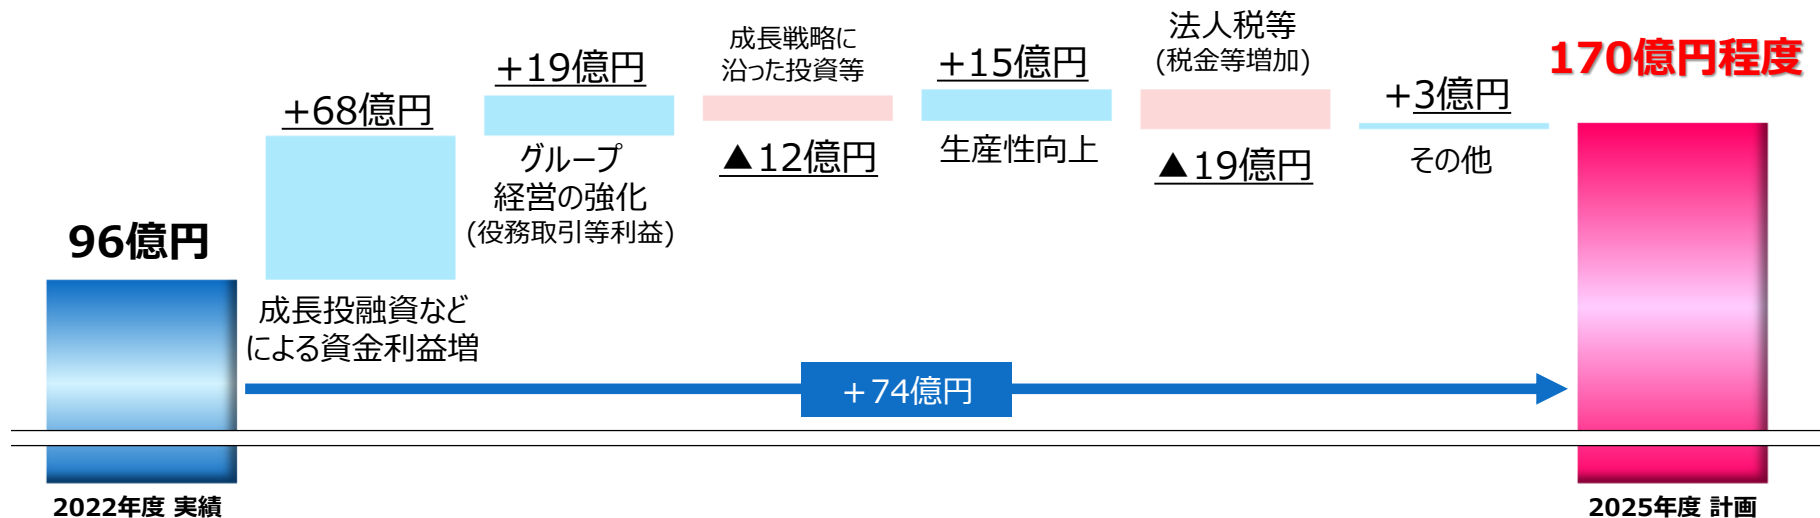 96億円
2022年度 実績
+68億円
成長投融資など
による資金利益増
+19億円
グループ
経営の強化
(役務取引等利益)
成長戦略に
沿った投資等
▲12億円
+15億円
生産性向上
法人税等
(税金等増加)
▲19億円
+3億円
その他
+74億円
170億円程度
2025年度 計画